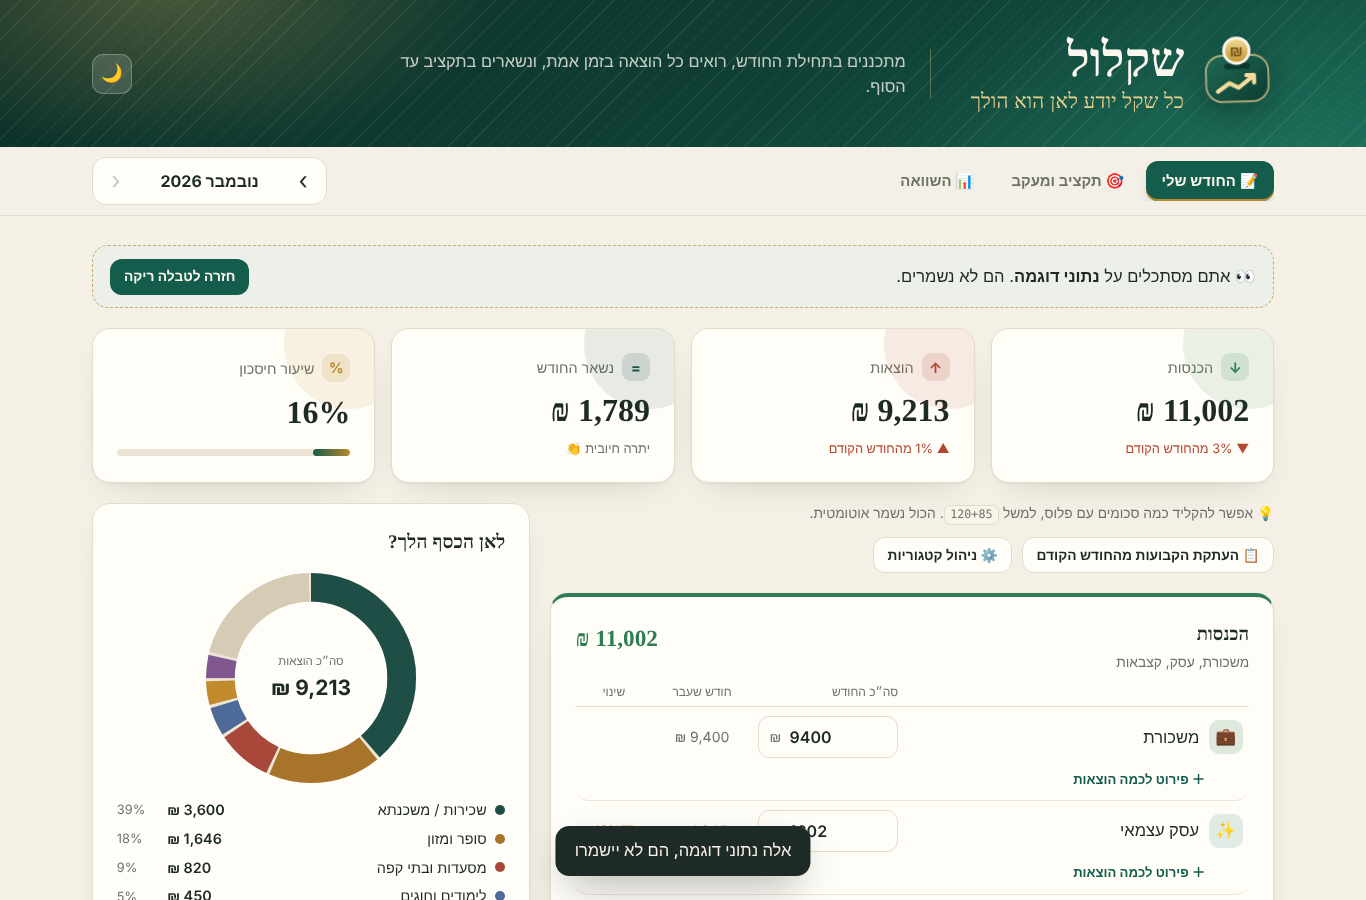 שקלול
כל שקל יודע לאן הוא הולך
מתכננים בתחילת החודש, רואים כל הוצאה בזמן אמת, ונשארים בתקציב עד
הסוף.
📝 החודש שלי
🎯 תקציב ומעקב
📊 השוואה
נובמבר 2026
👀 אתם מסתכלים על נתוני דוגמה. הם לא נשמרים.
חזרה לטבלה ריקה
הכנסות
11,002 ₪
▼ 3% מהחודש הקודם
הוצאות
9,213 ₪
▲ 1% מהחודש הקודם
= נשאר החודש
1,789 ₪
יתרה חיובית 👏
% שיעור חיסכון
16%
💡 אפשר להקליד כמה סכומים עם פלוס, למשל 120+85. הכול נשמר אוטומטית.
📋 העתקת הקבועות מהחודש הקודם
⚙️ ניהול קטגוריות
הכנסות
11,002 ₪
משכורת, עסק, קצבאות
סה״כ החודש
חודש שעבר
שינוי
משכורת
9400 ₪
9,400 ₪
+ פירוט לכמה הוצאות
עסק עצמאי
+ פירוט לכמה הוצאות
אלה נתוני דוגמה, הם לא יישמרו
לאן הכסף הלך?
סה״כ הוצאות
9,213 ₪
שכירות / משכנתא 3,600 ₪ 39%
סופר ומזון 1,646 ₪ 18%
מסעדות ובתי קפה 820 ₪ 9%
לימודים וחוגים 450 ₪ 5%